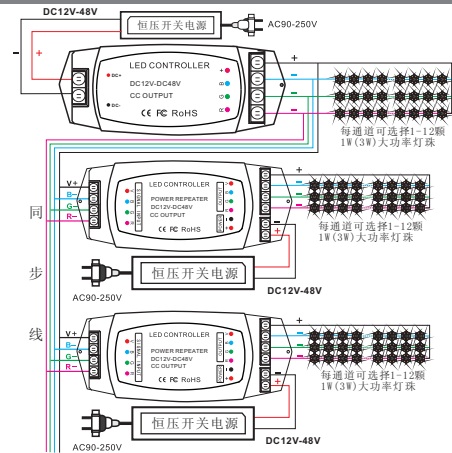 DC12V-48V
恒压开关电源
AC90-250V
- + LED CONTROLLER +
DC+
DC12V-DC48V
CC OUTPUT
DC-
CE FC RoHS
+ B G R
- - -
每通道可选择1-12颗
1W(3W)大功率灯珠
同步线
V+
B-
G-
R-
LED CONTROLLER
POWER REPEATER
DC12V-DC48V
CC OUTPUT
CE FC RoHS
OUTPUT
+
- - -
每通道可选择1-12颗
1W(3W)大功率灯珠
- +
恒压开关电源
AC90-250V
DC12V-48V
V+
B-
G-
R-
LED CONTROLLER
POWER REPEATER
DC12V-DC48V
CC OUTPUT
CE FC RoHS
OUTPUT
+
- - -
每通道可选择1-12颗
1W(3W)大功率灯珠
- +
恒压开关电源
AC90-250V
DC12V-48V